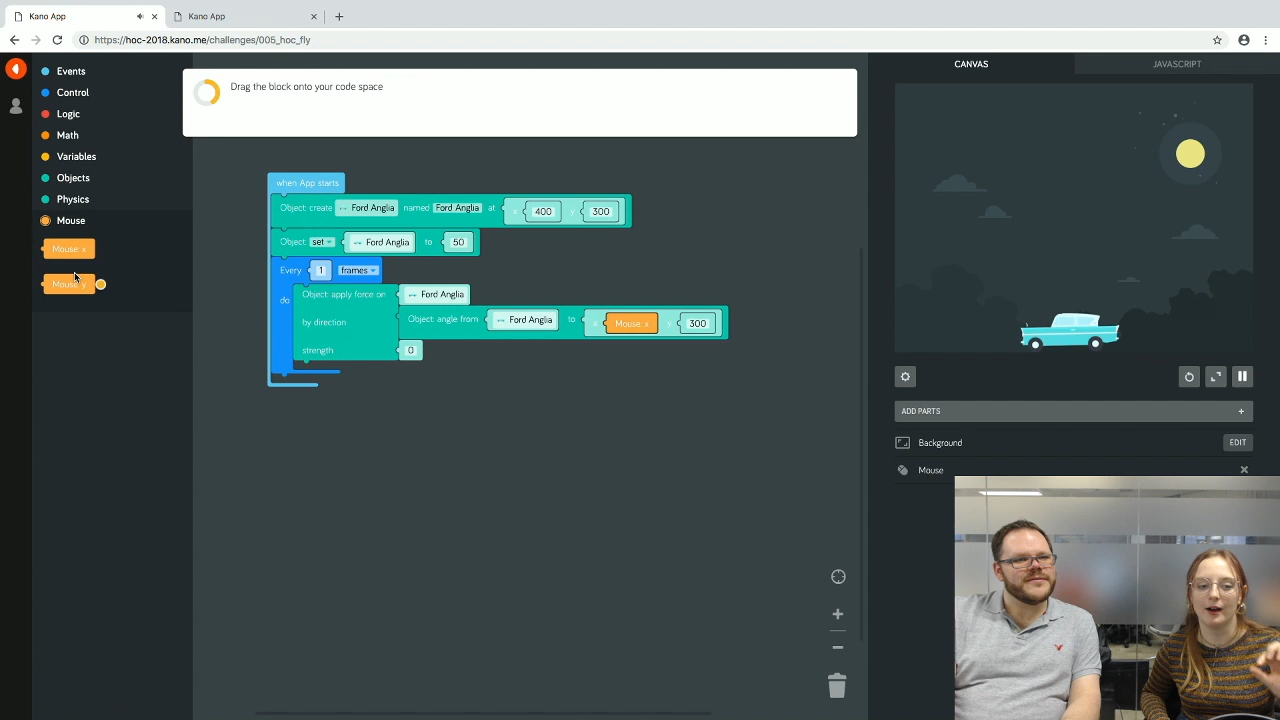 Kano App
Kano App
https://hoc-2018.kano.me/challenges/005_hoc_fly
Events
Control
Logic
Math
Variables
Objects
Physics
Mouse
Mouse x
Mouse y
Drag the block onto your code space
when App starts
Object: create Ford Anglia named Ford Anglia at x 400 y 300
Object: set Ford Anglia to 50
Every 1 frames
do
Object: apply force on Ford Anglia
by direction Object: angle from Ford Anglia to x Mouse x y 300
strength 0
CANVAS
JAVASCRIPT
ADD PARTS +
Background EDIT
Mouse